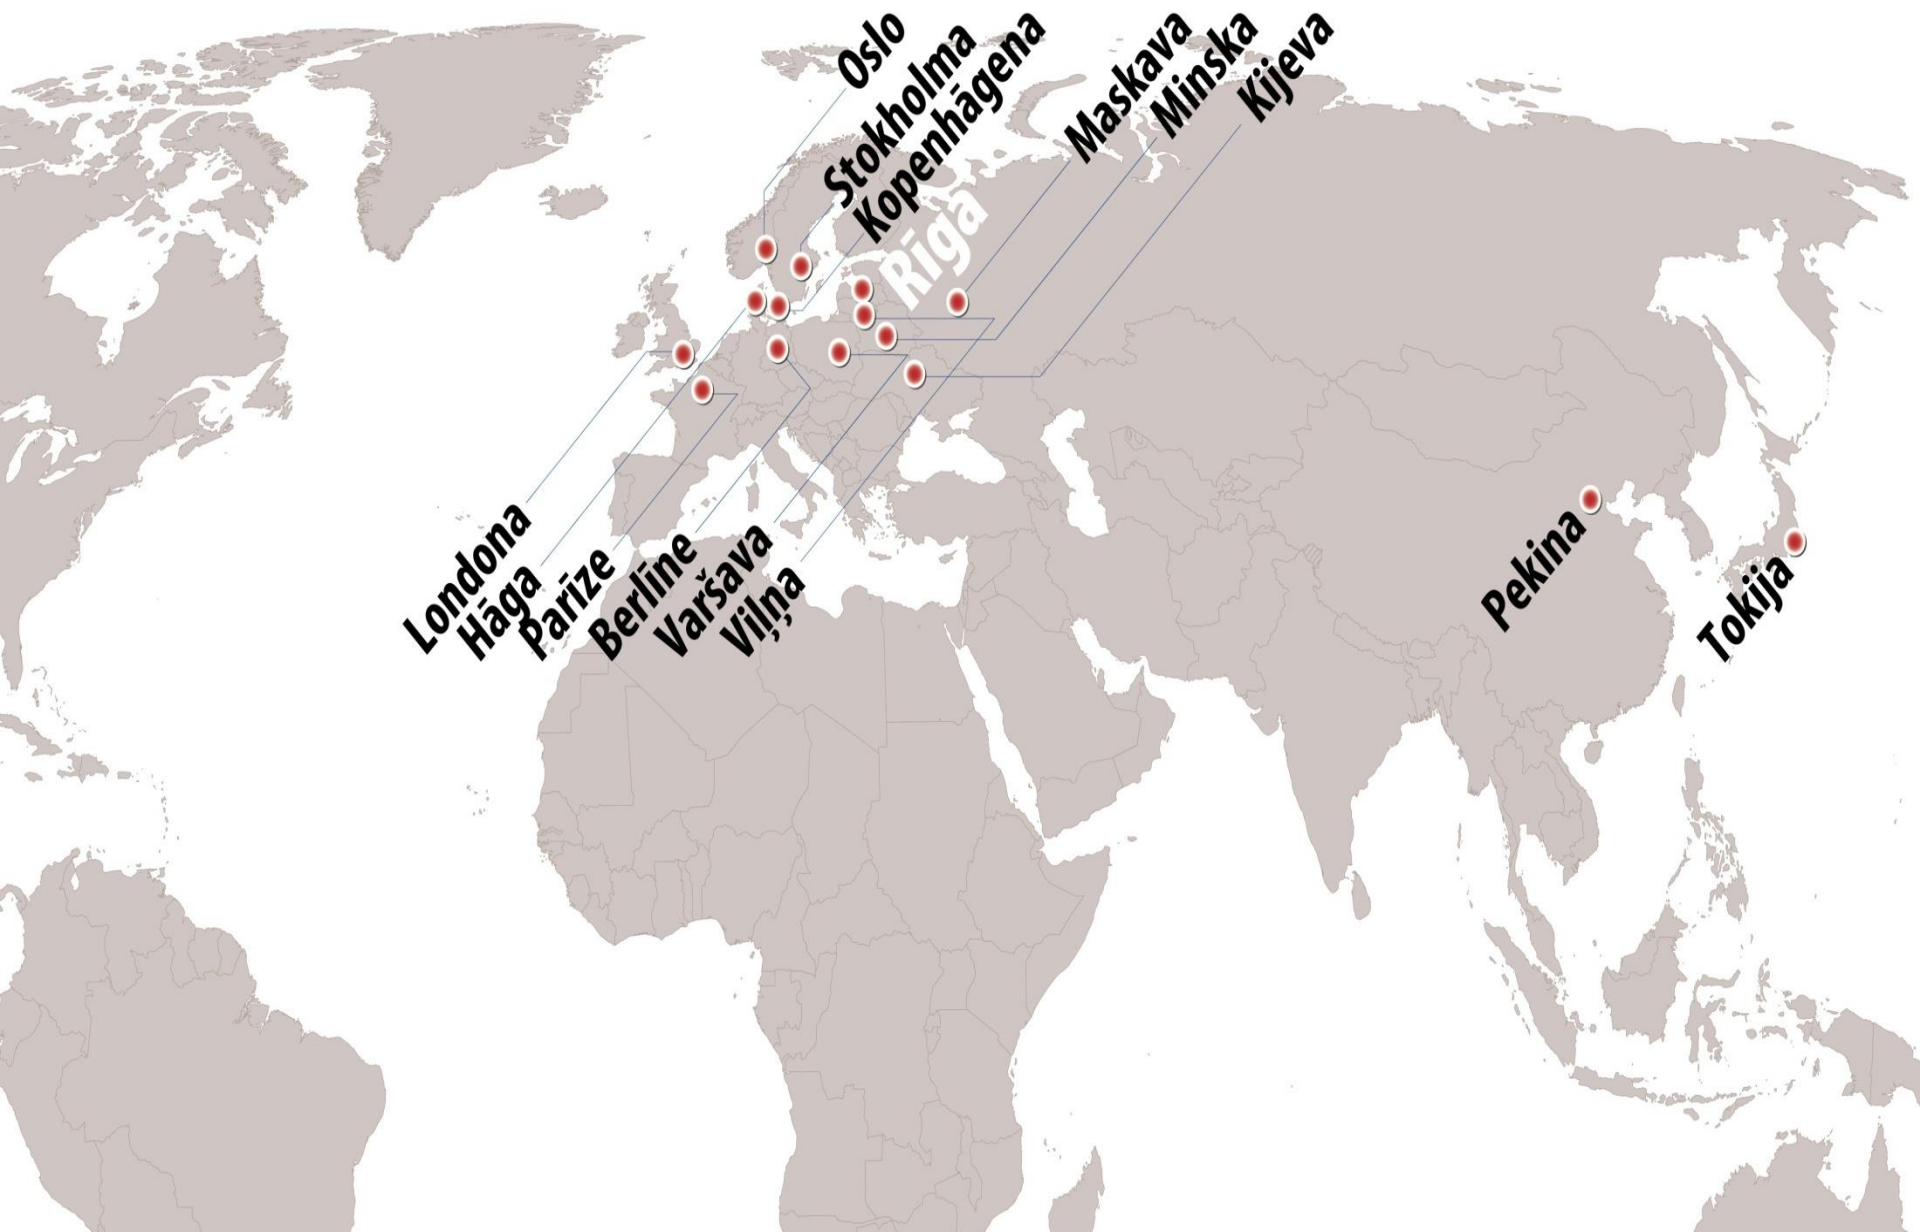 Oslo
Stokholma
Kopenhāgena
Rīga
Maskava
Minska
Kijeva
Londona
Hāga
Parīze
Berlīne
Varšava
Viļņa
Pekina
Tokija